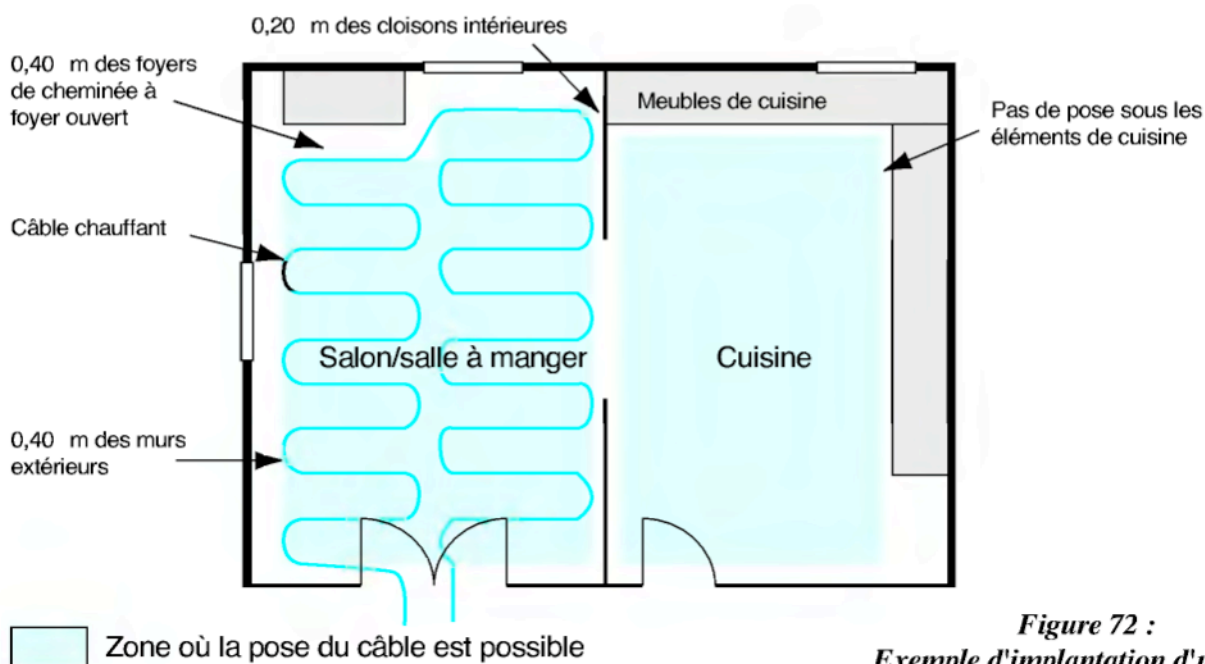 0,20 m des cloisons intérieures
0,40 m des foyers
de cheminée à
foyer ouvert
Meubles de cuisine
Pas de pose sous les
éléments de cuisine
Câble chauffant
Salon/salle à manger
Cuisine
0,40 m des murs
extérieurs
Zone où la pose du câble est possible
Figure 72 :
Exemple d'implantation d'u